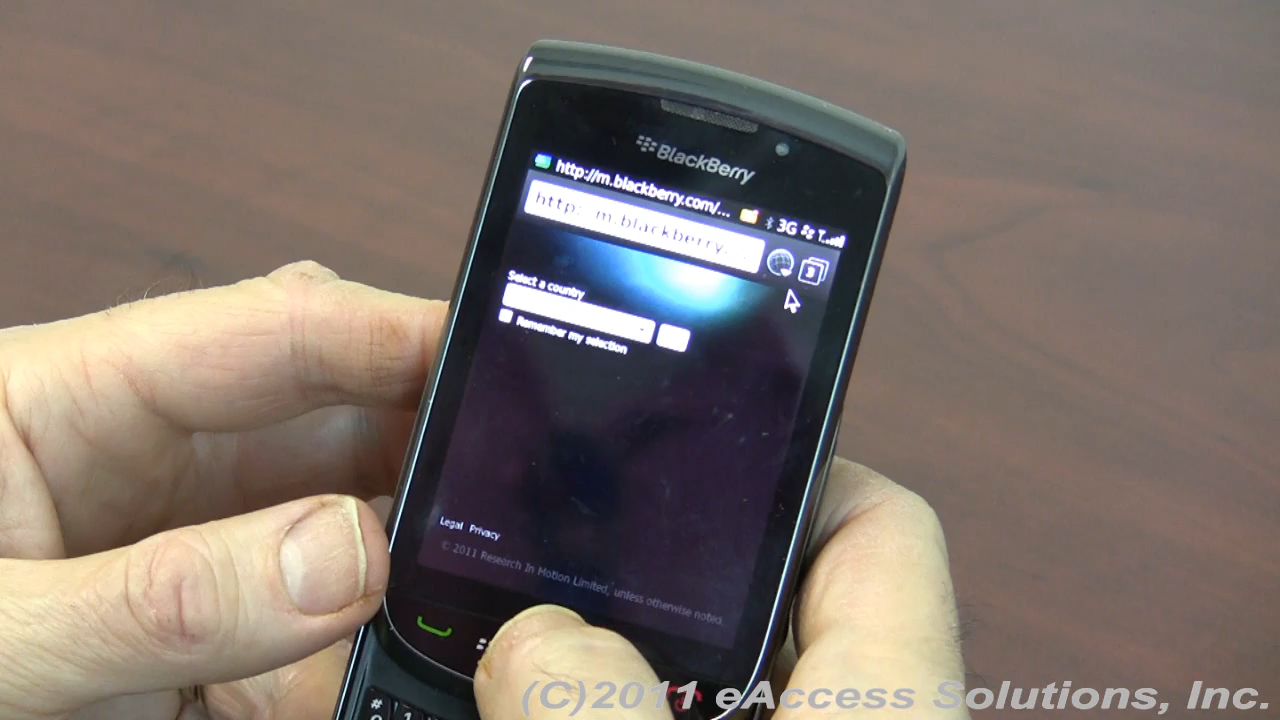 BlackBerry
http://m.blackberry.com/... 3G
http://m.blackberry.
Select a country
Remember my selection
Legal Privacy
© 2011 Research In Motion Limited, unless otherwise noted.
#
1
(C)2011 eAccess Solutions, Inc.